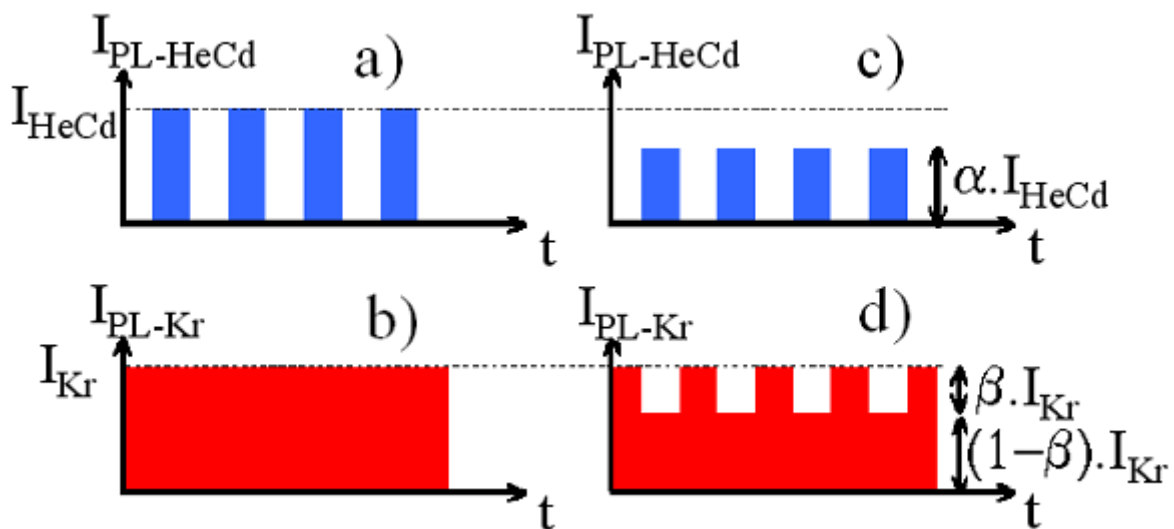 I_PL-HeCd
a)
I_HeCd
t
I_PL-HeCd
c)
α.I_HeCd
t
I_PL-Kr
b)
I_Kr
t
I_PL-Kr
d)
β.I_Kr
(1−β).I_Kr
t